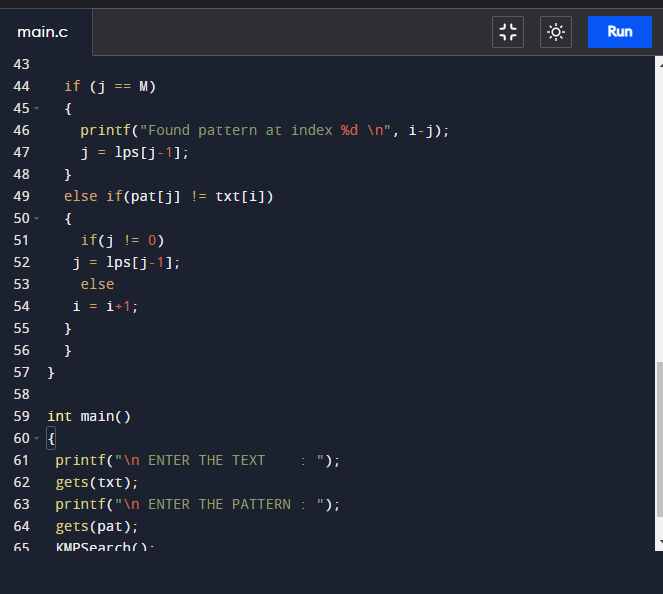 main.c
Run
43
44 if (j == M)
45 {
46 printf("Found pattern at index %d \n", i-j);
47 j = lps[j-1];
48 }
49 else if(pat[j] != txt[i])
50 {
51 if(j != 0)
52 j = lps[j-1];
53 else
54 i = i+1;
55 }
56 }
57 }
58
59 int main()
60 {
61 printf("\n ENTER THE TEXT    : ");
62 gets(txt);
63 printf("\n ENTER THE PATTERN : ");
64 gets(pat);
65 KMPSearch();